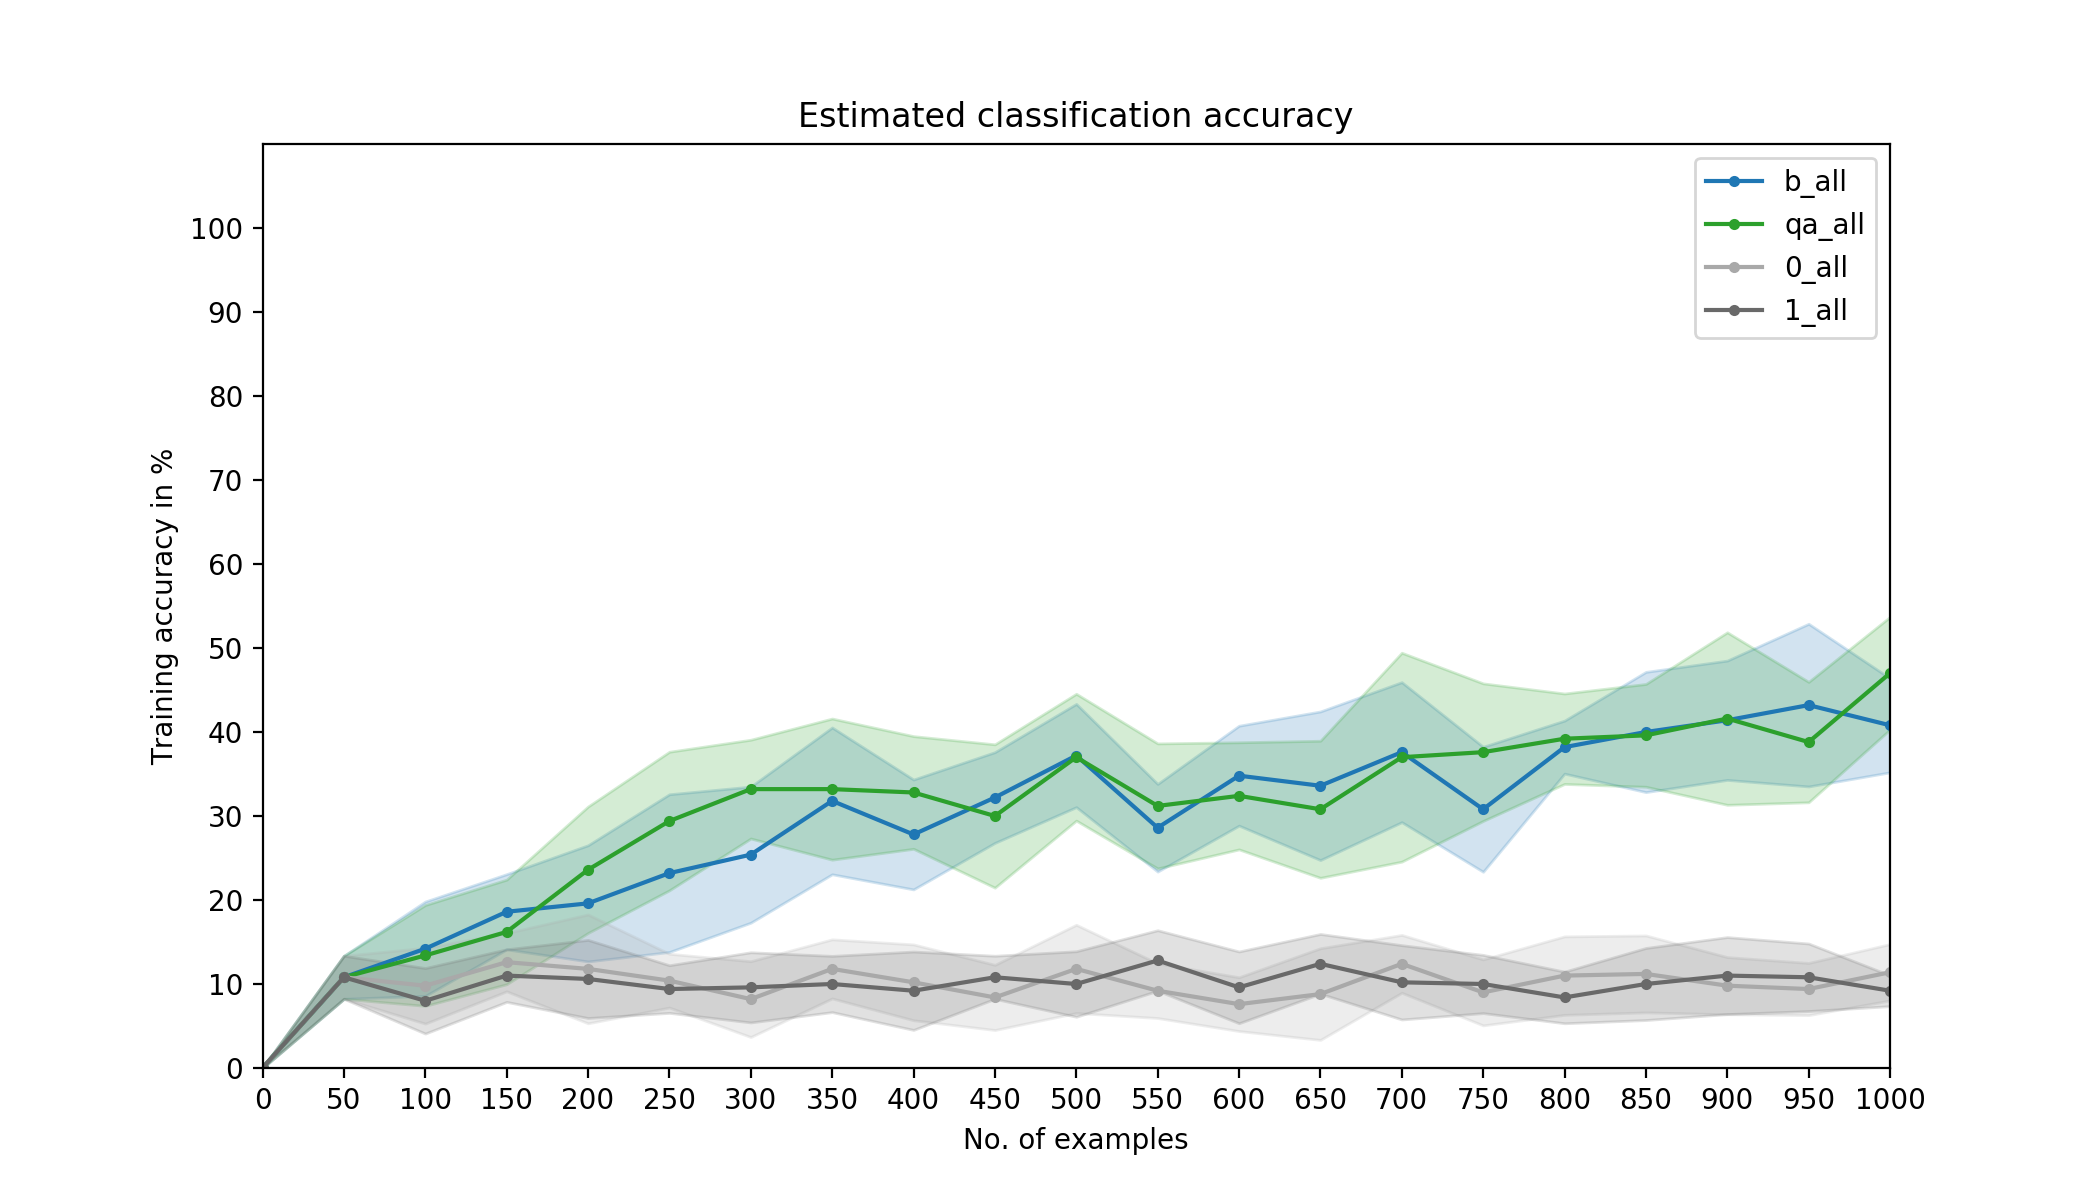 Estimated classification accuracy
b_all
qa_all
0_all
1_all
100
90
80
70
60
50
40
30
20
10
0
Training accuracy in %
0 50 100 150 200 250 300 350 400 450 500 550 600 650 700 750 800 850 900 950 1000
No. of examples